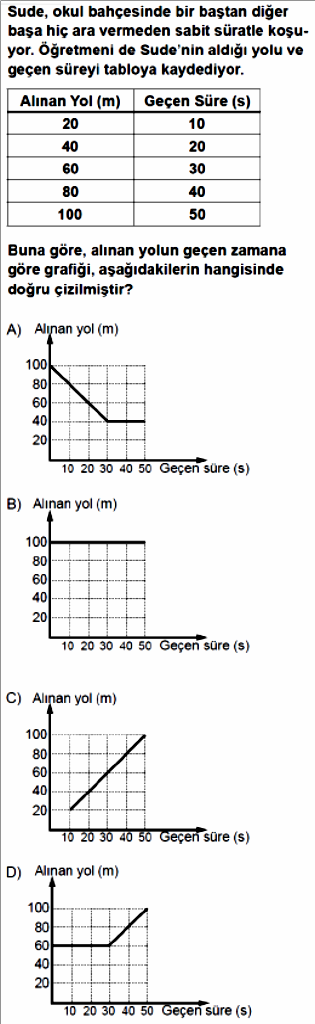 Sude, okul bahçesinde bir baştan diğer
başa hiç ara vermeden sabit süratle koşu-
yor. Öğretmeni de Sude'nin aldığı yolu ve
geçen süreyi tabloya kaydediyor.
Alınan Yol (m) Geçen Süre (s)
20 10
40 20
60 30
80 40
100 50
Buna göre, alınan yolun geçen zamana
göre grafiği, aşağıdakilerin hangisinde
doğru çizilmiştir?
A) Alınan yol (m)
100
80
60
40
20
10 20 30 40 50 Geçen süre (s)
B) Alınan yol (m)
100
80
60
40
20
10 20 30 40 50 Geçen süre (s)
C) Alınan yol (m)
100
80
60
40
20
10 20 30 40 50 Geçen süre (s)
D) Alınan yol (m)
100
80
60
40
20
10 20 30 40 50 Geçen süre (s)